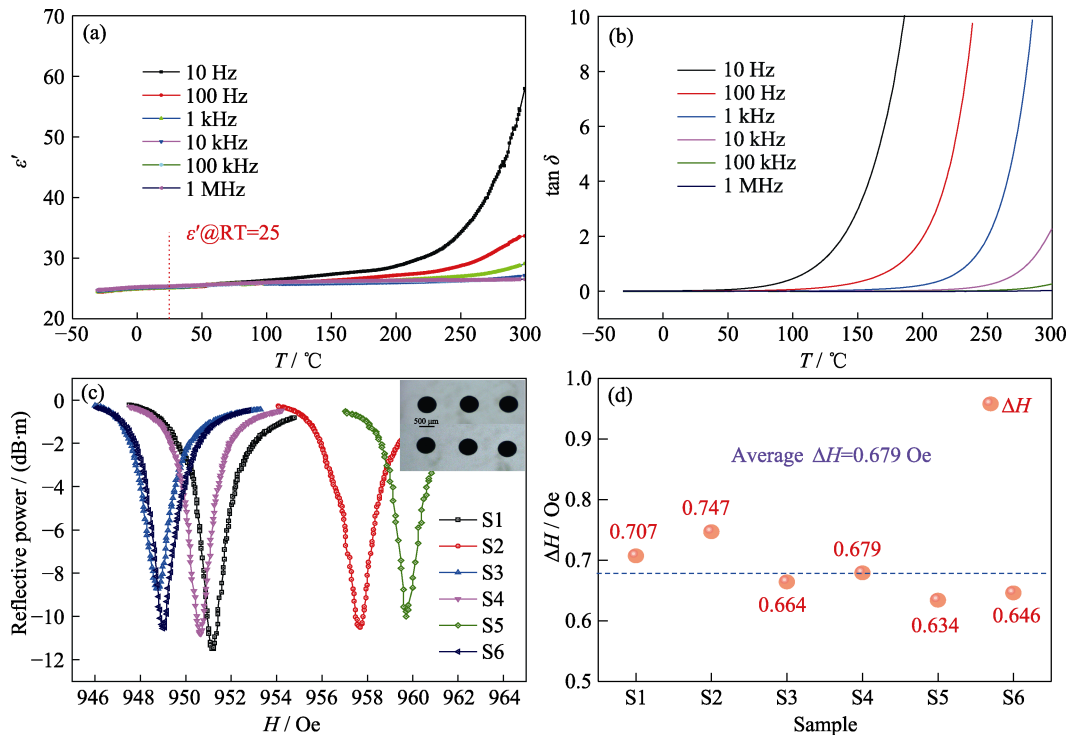 (a)
70
60
50
40
30
20
ε′
10 Hz
100 Hz
1 kHz
10 kHz
100 kHz
1 MHz
ε′@RT=25
−50 0 50 100 150 200 250 300
T / ℃
(b)
10
8
6
4
2
0
tan δ
10 Hz
100 Hz
1 kHz
10 kHz
100 kHz
1 MHz
−50 0 50 100 150 200 250 300
T / ℃
(c)
0
−2
−4
−6
−8
−10
−12
Reflective power / (dB·m)
500 μm
S1
S2
S3
S4
S5
S6
946 948 950 952 954 956 958 960 962 964
H / Oe
(d)
1.0
0.9
0.8
0.7
0.6
0.5
ΔH / Oe
ΔH
Average ΔH=0.679 Oe
0.707
0.747
0.664
0.679
0.634
0.646
S1 S2 S3 S4 S5 S6
Sample